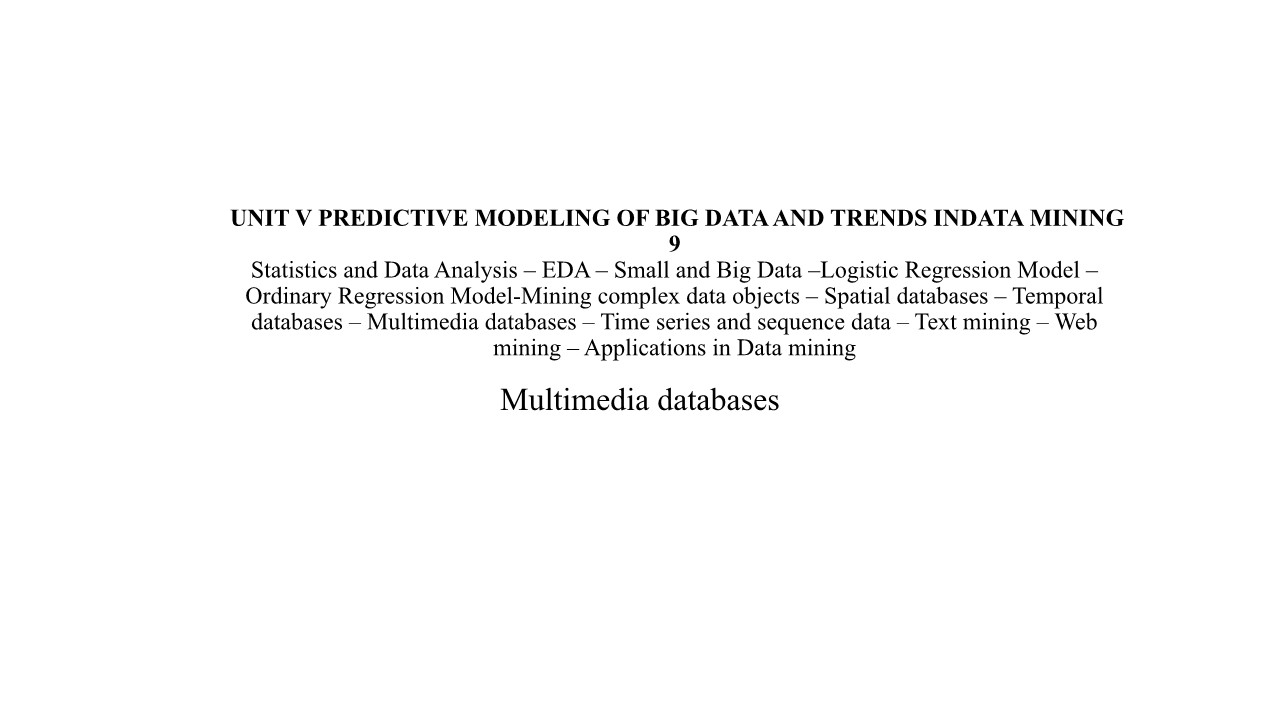 UNIT V PREDICTIVE MODELING OF BIG DATA AND TRENDS INDATA MINING
9
Statistics and Data Analysis – EDA – Small and Big Data –Logistic Regression Model –
Ordinary Regression Model-Mining complex data objects – Spatial databases – Temporal
databases – Multimedia databases – Time series and sequence data – Text mining – Web
mining – Applications in Data mining
Multimedia databases